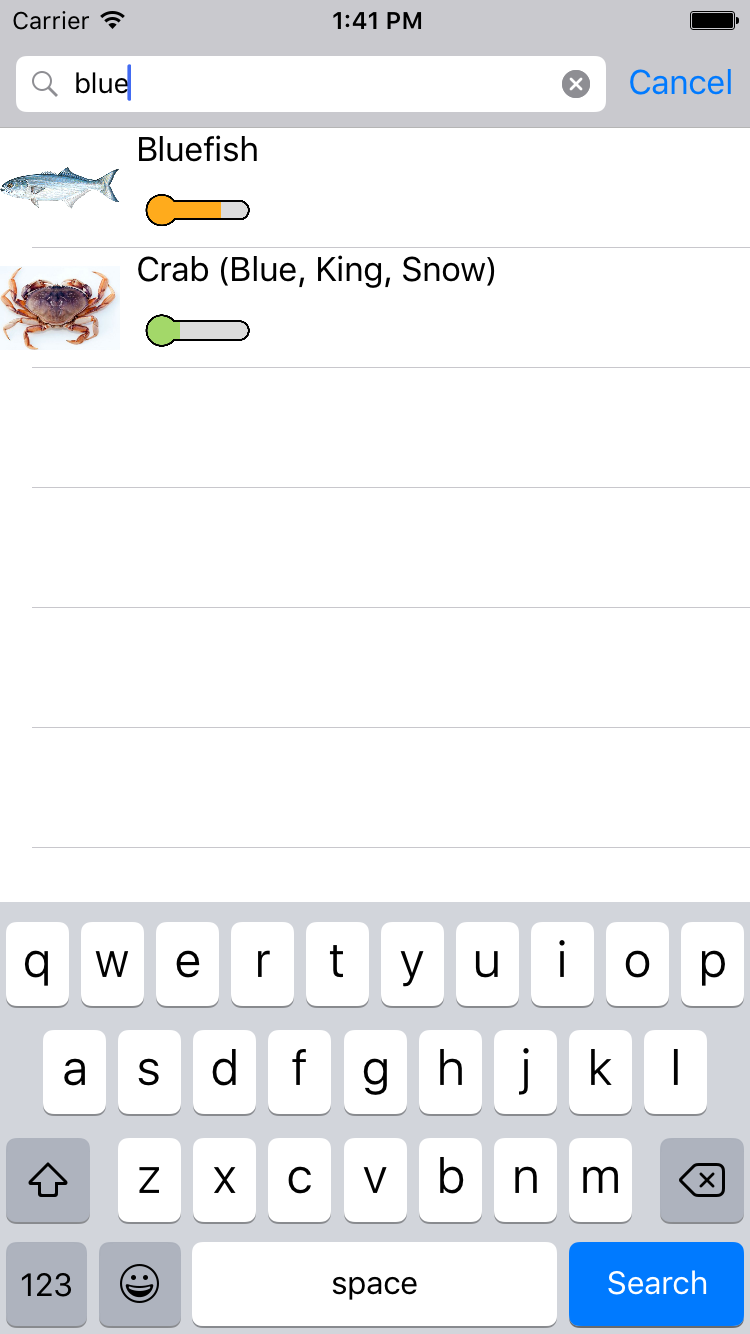 Carrier 1:41 PM
blue Cancel
Bluefish
Crab (Blue, King, Snow)
q w e r t y u i o p
a s d f g h j k l
z x c v b n m
123 space Search